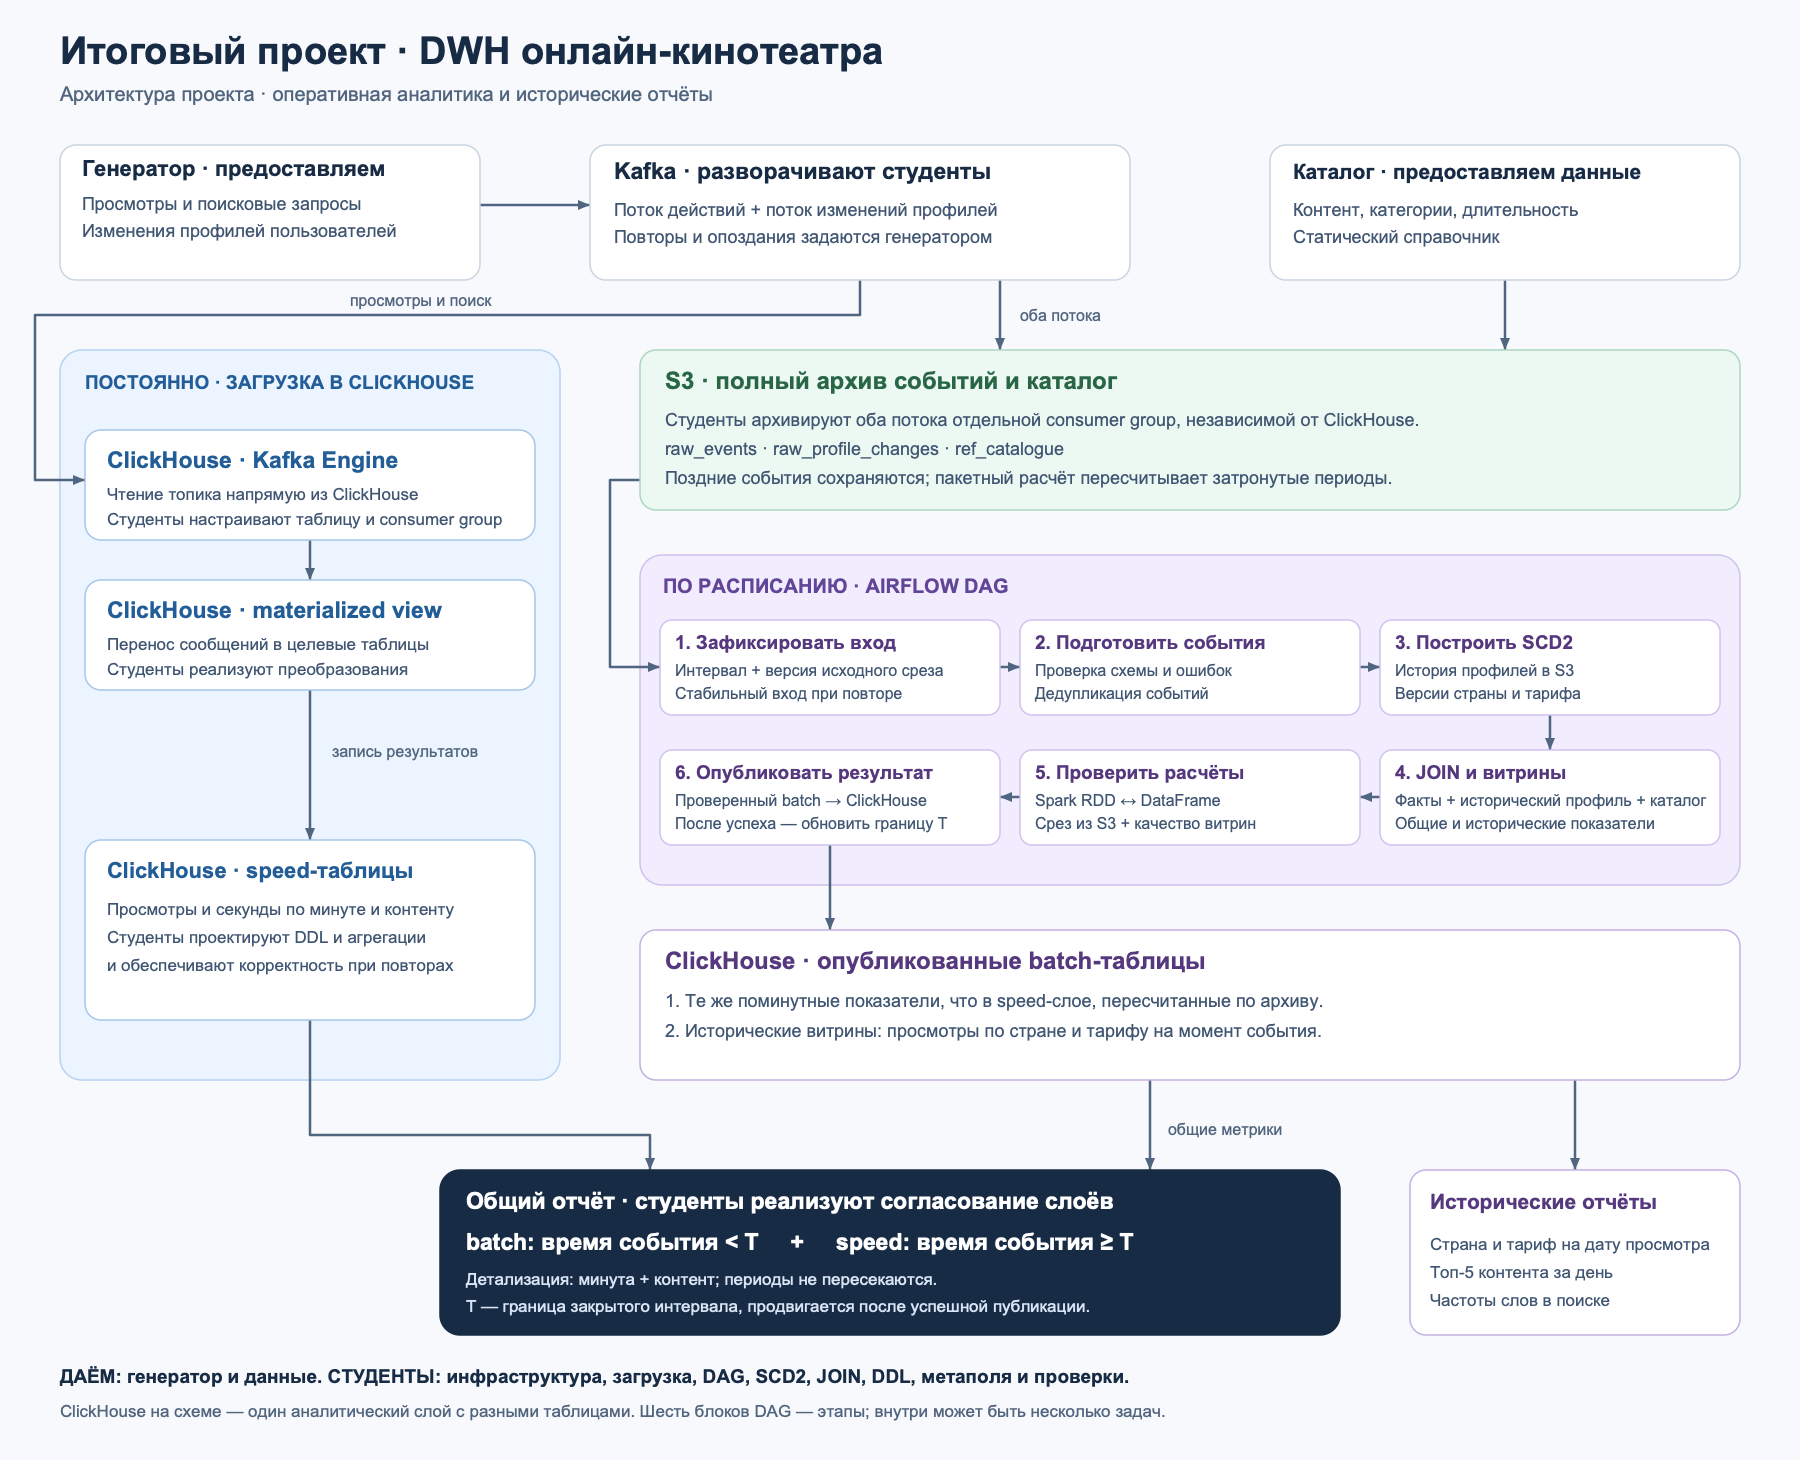 Итоговый проект · DWH онлайн-кинотеатра
Архитектура проекта · оперативная аналитика и исторические отчёты
Генератор · предоставляем
Просмотры и поисковые запросы
Изменения профилей пользователей
Kafka · разворачивают студенты
Поток действий + поток изменений профилей
Повторы и опоздания задаются генератором
Каталог · предоставляем данные
Контент, категории, длительность
Статический справочник
просмотры и поиск
оба потока
ПОСТОЯННО · ЗАГРУЗКА В CLICKHOUSE
ClickHouse · Kafka Engine
Чтение топика напрямую из ClickHouse
Студенты настраивают таблицу и consumer group
ClickHouse · materialized view
Перенос сообщений в целевые таблицы
Студенты реализуют преобразования
запись результатов
ClickHouse · speed-таблицы
Просмотры и секунды по минуте и контенту
Студенты проектируют DDL и агрегации
и обеспечивают корректность при повторах
S3 · полный архив событий и каталог
Студенты архивируют оба потока отдельной consumer group, независимой от ClickHouse.
raw_events · raw_profile_changes · ref_catalogue
Поздние события сохраняются; пакетный расчёт пересчитывает затронутые периоды.
ПО РАСПИСАНИЮ · AIRFLOW DAG
1. Зафиксировать вход
Интервал + версия исходного среза
Стабильный вход при повторе
2. Подготовить события
Проверка схемы и ошибок
Дедупликация событий
3. Построить SCD2
История профилей в S3
Версии страны и тарифа
6. Опубликовать результат
Проверенный batch → ClickHouse
После успеха — обновить границу T
5. Проверить расчёты
Spark RDD ↔ DataFrame
Срез из S3 + качество витрин
4. JOIN и витрины
Факты + исторический профиль + каталог
Общие и исторические показатели
ClickHouse · опубликованные batch-таблицы
1. Те же поминутные показатели, что в speed-слое, пересчитанные по архиву.
2. Исторические витрины: просмотры по стране и тарифу на момент события.
общие метрики
Общий отчёт · студенты реализуют согласование слоёв
batch: время события < T + speed: время события ≥ T
Детализация: минута + контент; периоды не пересекаются.
T — граница закрытого интервала, продвигается после успешной публикации.
Исторические отчёты
Страна и тариф на дату просмотра
Топ-5 контента за день
Частоты слов в поиске
ДАЁМ: генератор и данные. СТУДЕНТЫ: инфраструктура, загрузка, DAG, SCD2, JOIN, DDL, метаполя и проверки.
ClickHouse на схеме — один аналитический слой с разными таблицами. Шесть блоков DAG — этапы; внутри может быть несколько задач.